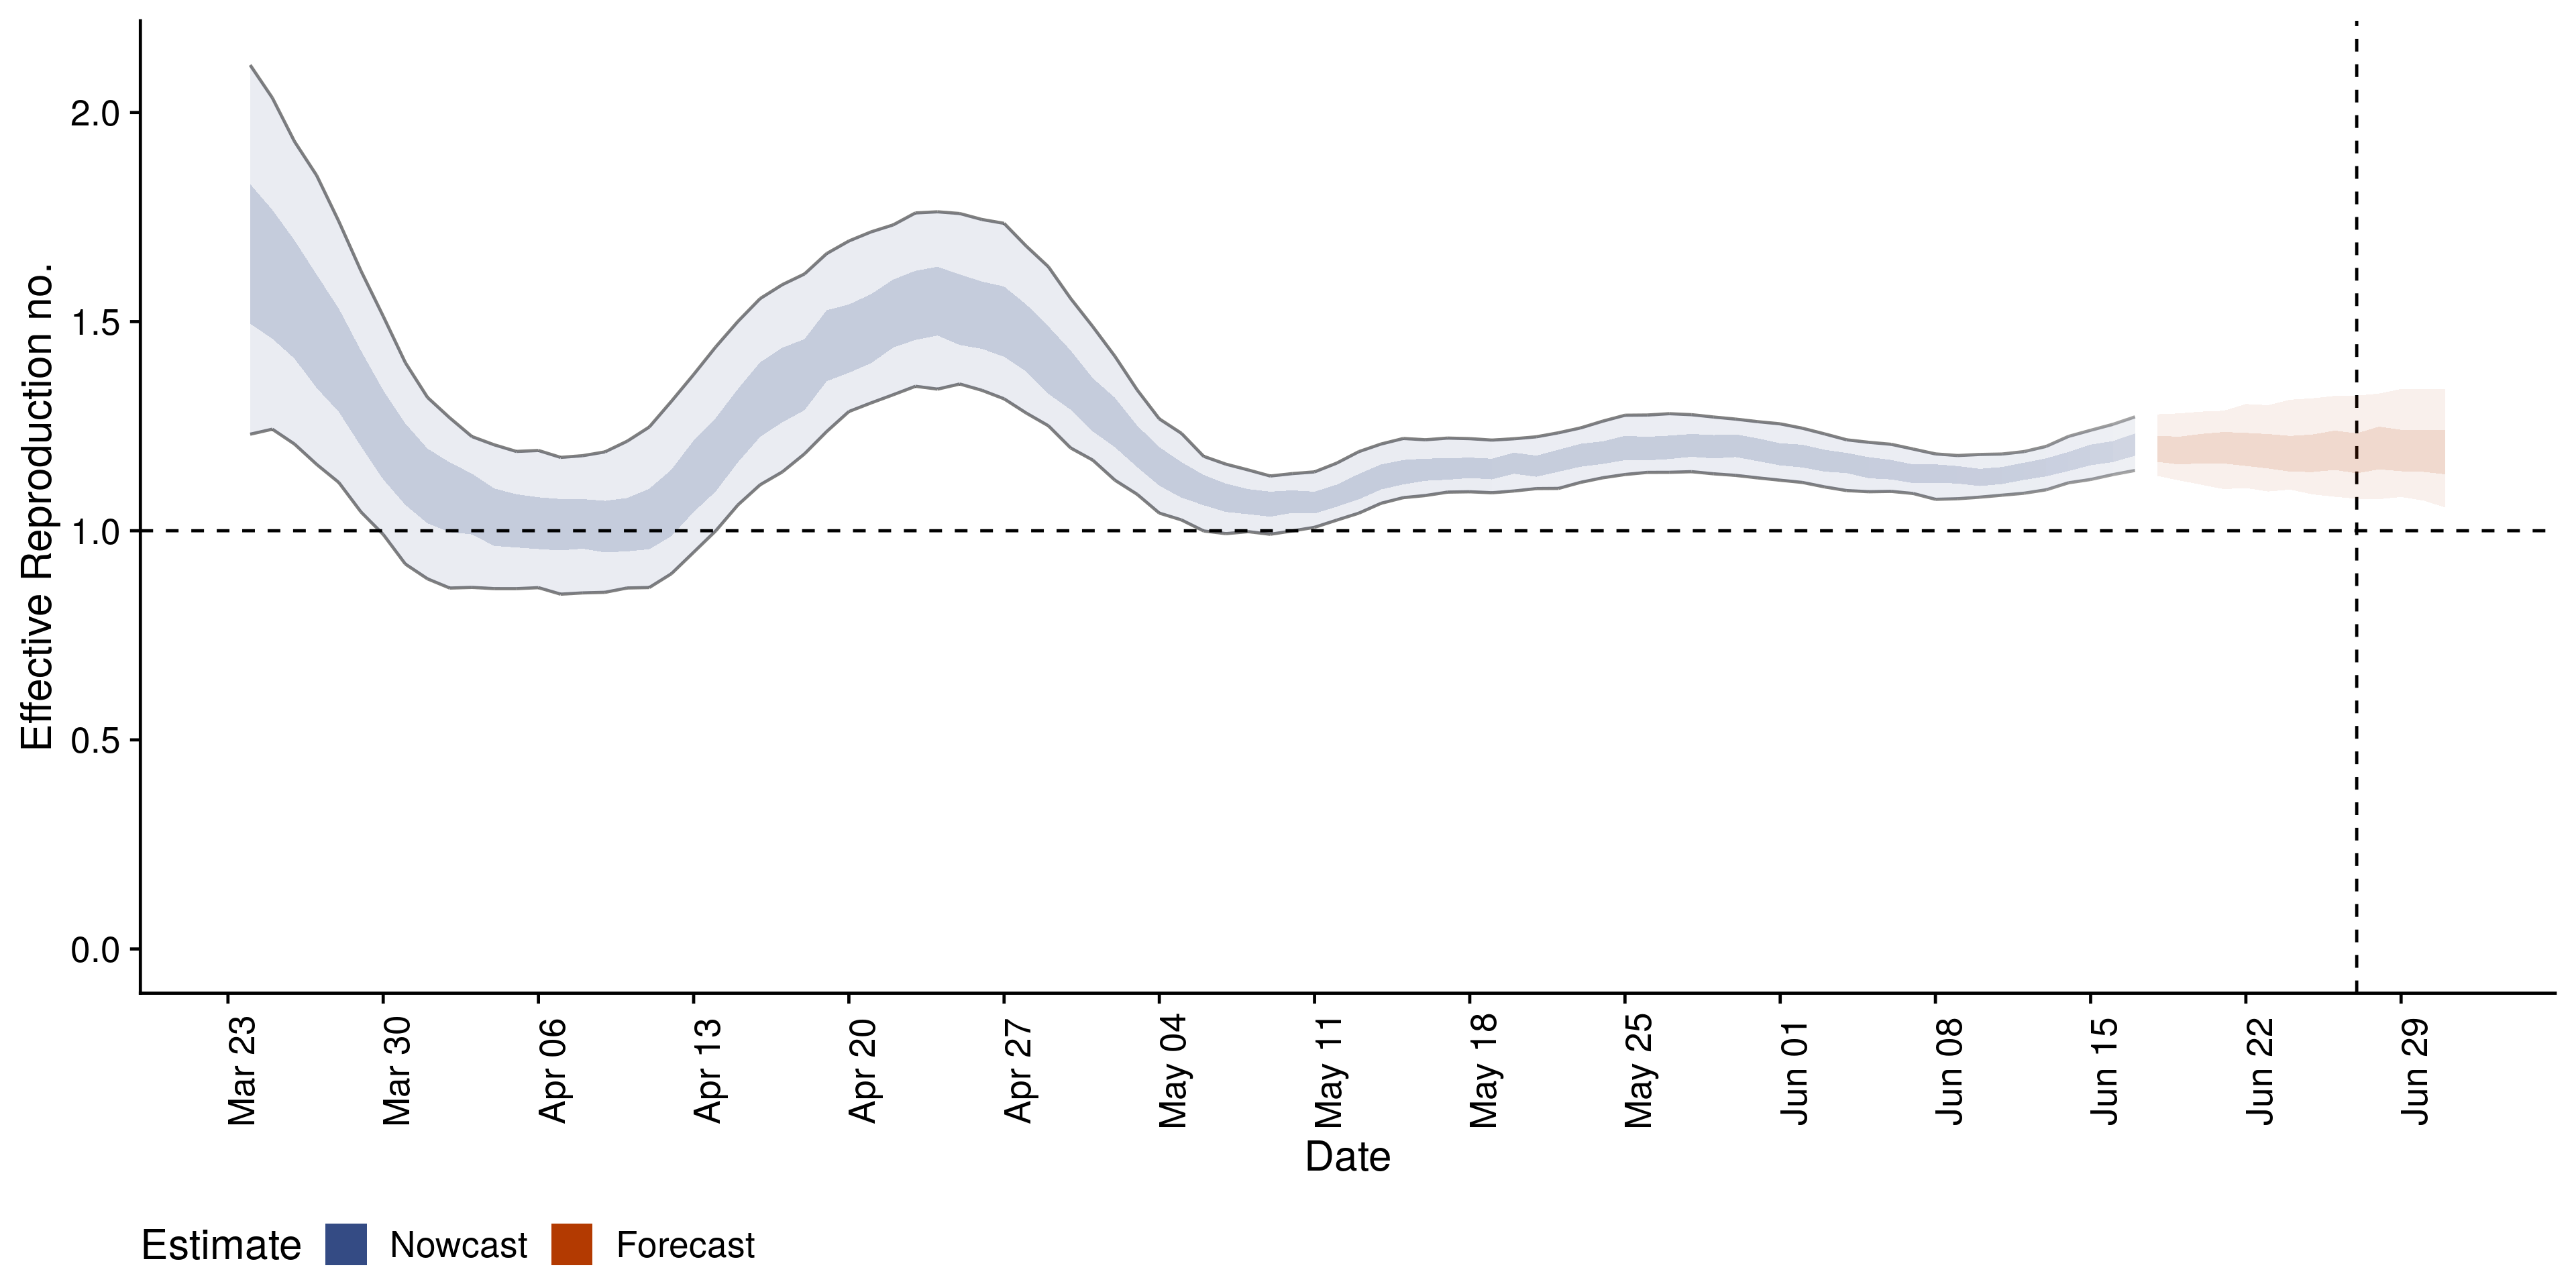 Effective Reproduction no.
2.0
1.5
1.0
0.5
0.0
Mar 23
Mar 30
Apr 06
Apr 13
Apr 20
Apr 27
May 04
May 11
May 18
May 25
Jun 01
Jun 08
Jun 15
Jun 22
Jun 29
Date
Estimate Nowcast Forecast